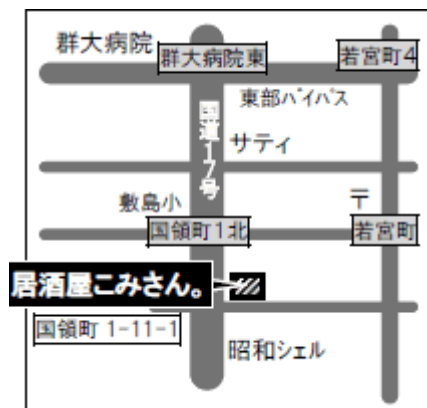 群大病院
群大病院東
若宮町4
東部バイパス
国道17号
サティ
敷島小
〒
国領町1北
若宮町
居酒屋こみさん。
国領町 1-11-1
昭和シェル